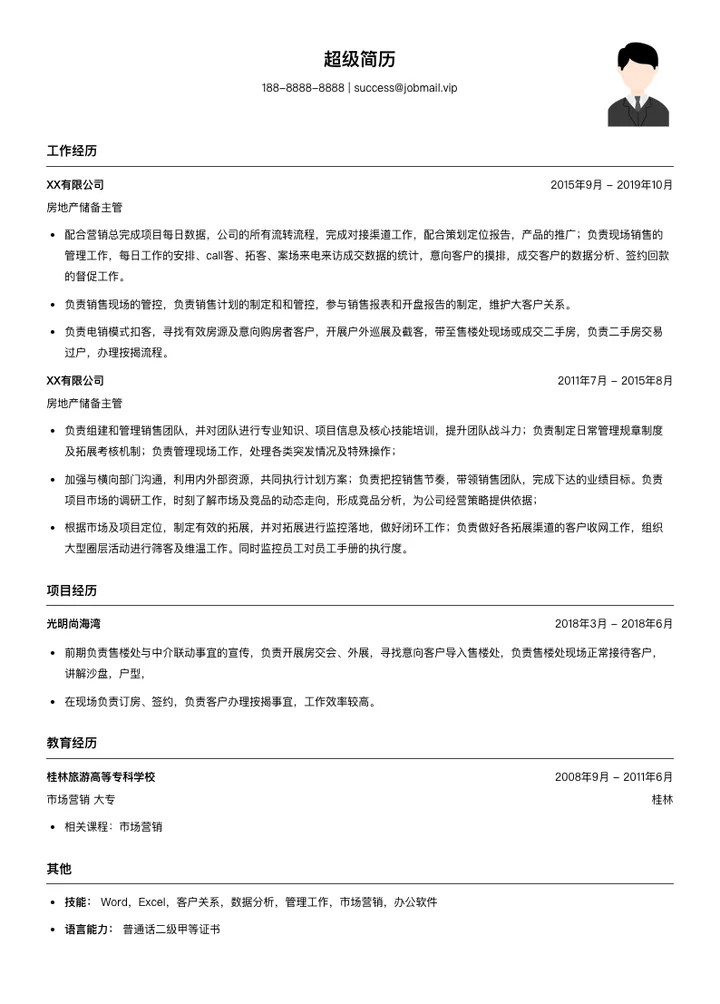 超级简历
188-8888-8888 | success@jobmail.vip
工作经历
XX有限公司 2015年9月 – 2019年10月
房地产储备主管
• 配合营销总完成项目每日数据，公司的所有流转流程，完成对接渠道工作，配合策划定位报告，产品的推广；负责现场销售的
管理工作，每日工作的安排、call客、拓客、案场来电来访成交数据的统计，意向客户的摸排，成交客户的数据分析、签约回款
的督促工作。
• 负责销售现场的管控，负责销售计划的制定和和管控，参与销售报表和开盘报告的制定，维护大客户关系。
• 负责电销模式扣客，寻找有效房源及意向购房者客户，开展户外巡展及截客，带至售楼处现场或成交二手房，负责二手房交易
过户，办理按揭流程。
XX有限公司 2011年7月 – 2015年8月
房地产储备主管
• 负责组建和管理销售团队，并对团队进行专业知识、项目信息及核心技能培训，提升团队战斗力；负责制定日常管理规章制度
及拓展考核机制；负责管理现场工作，处理各类突发情况及特殊操作；
• 加强与横向部门沟通，利用内外部资源，共同执行计划方案；负责把控销售节奏，带领销售团队，完成下达的业绩目标。负责
项目市场的调研工作，时刻了解市场及竞品的动态走向，形成竞品分析，为公司经营策略提供依据；
• 根据市场及项目定位，制定有效的拓展，并对拓展进行监控落地，做好闭环工作；负责做好各拓展渠道的客户收网工作，组织
大型圈层活动进行筛客及维温工作。同时监控员工对员工手册的执行度。
项目经历
光明尚海湾 2018年3月 – 2018年6月
• 前期负责售楼处与中介联动事宜的宣传，负责开展房交会、外展，寻找意向客户导入售楼处，负责售楼处现场正常接待客户，
讲解沙盘，户型，
• 在现场负责订房、签约，负责客户办理按揭事宜，工作效率较高。
教育经历
桂林旅游高等专科学校 2008年9月 – 2011年6月
市场营销 大专 桂林
• 相关课程：市场营销
其他
• 技能： Word，Excel，客户关系，数据分析，管理工作，市场营销，办公软件
• 语言能力： 普通话二级甲等证书